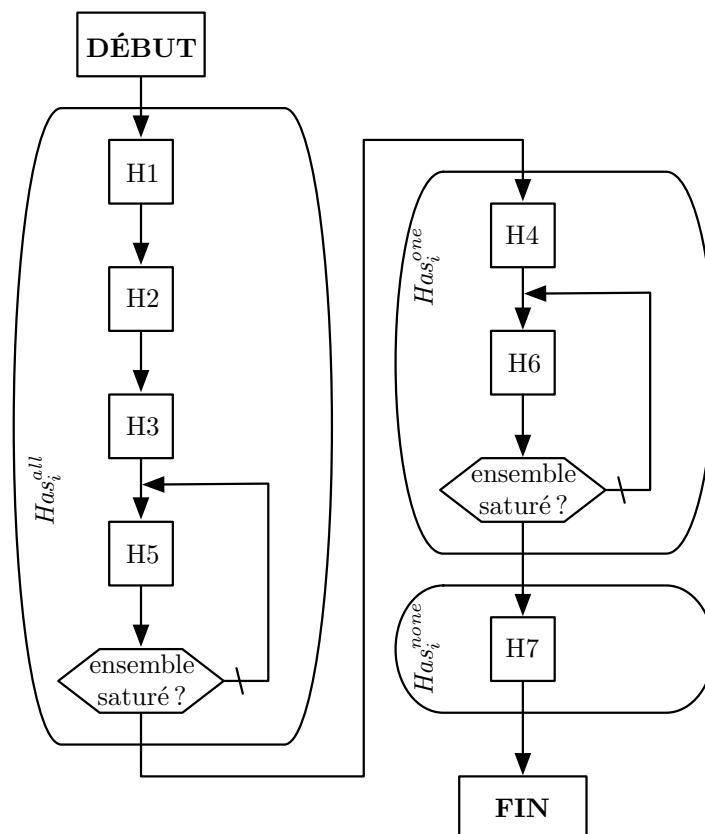 DÉBUT
H1
H2
H3
H5
ensemble
saturé ?
Has_i^{all}
H4
H6
ensemble
saturé ?
Has_i^{one}
H7
Has_i^{none}
FIN